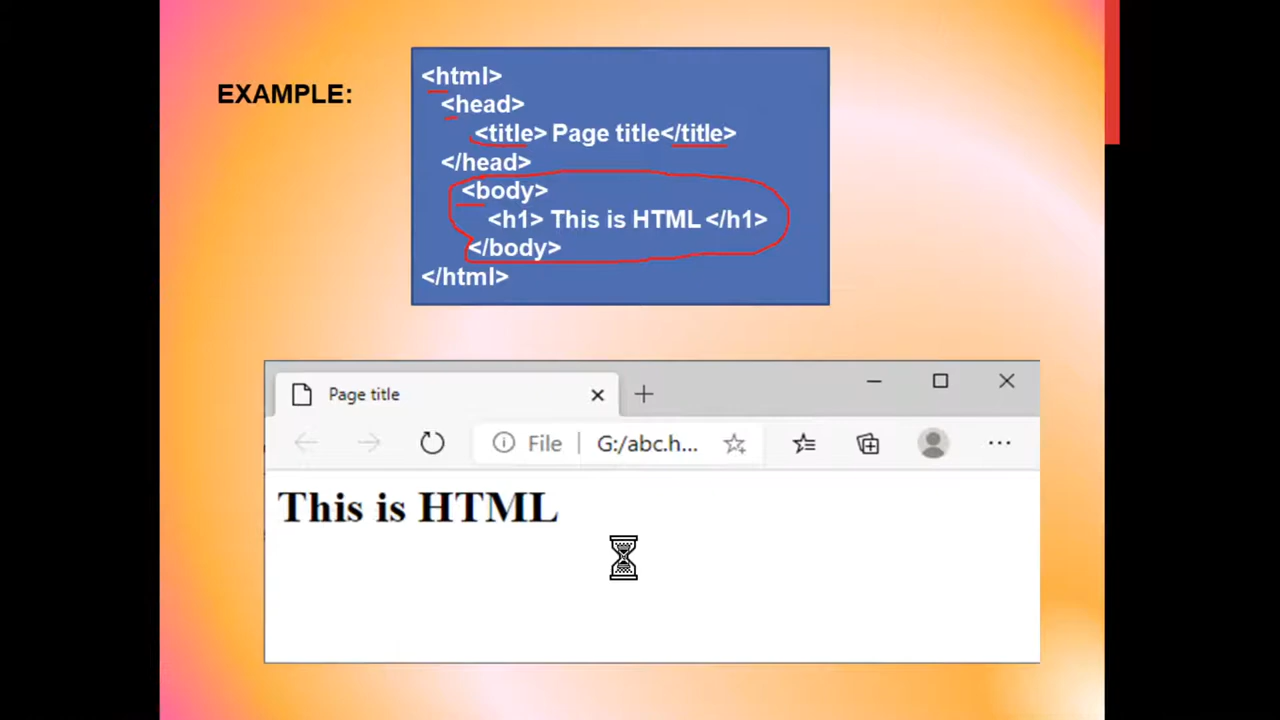 EXAMPLE:
<html>
<head>
<title> Page title</title>
</head>
<body>
<h1> This is HTML </h1>
</body>
</html>
Page title
File | G:/abc.h...
This is HTML